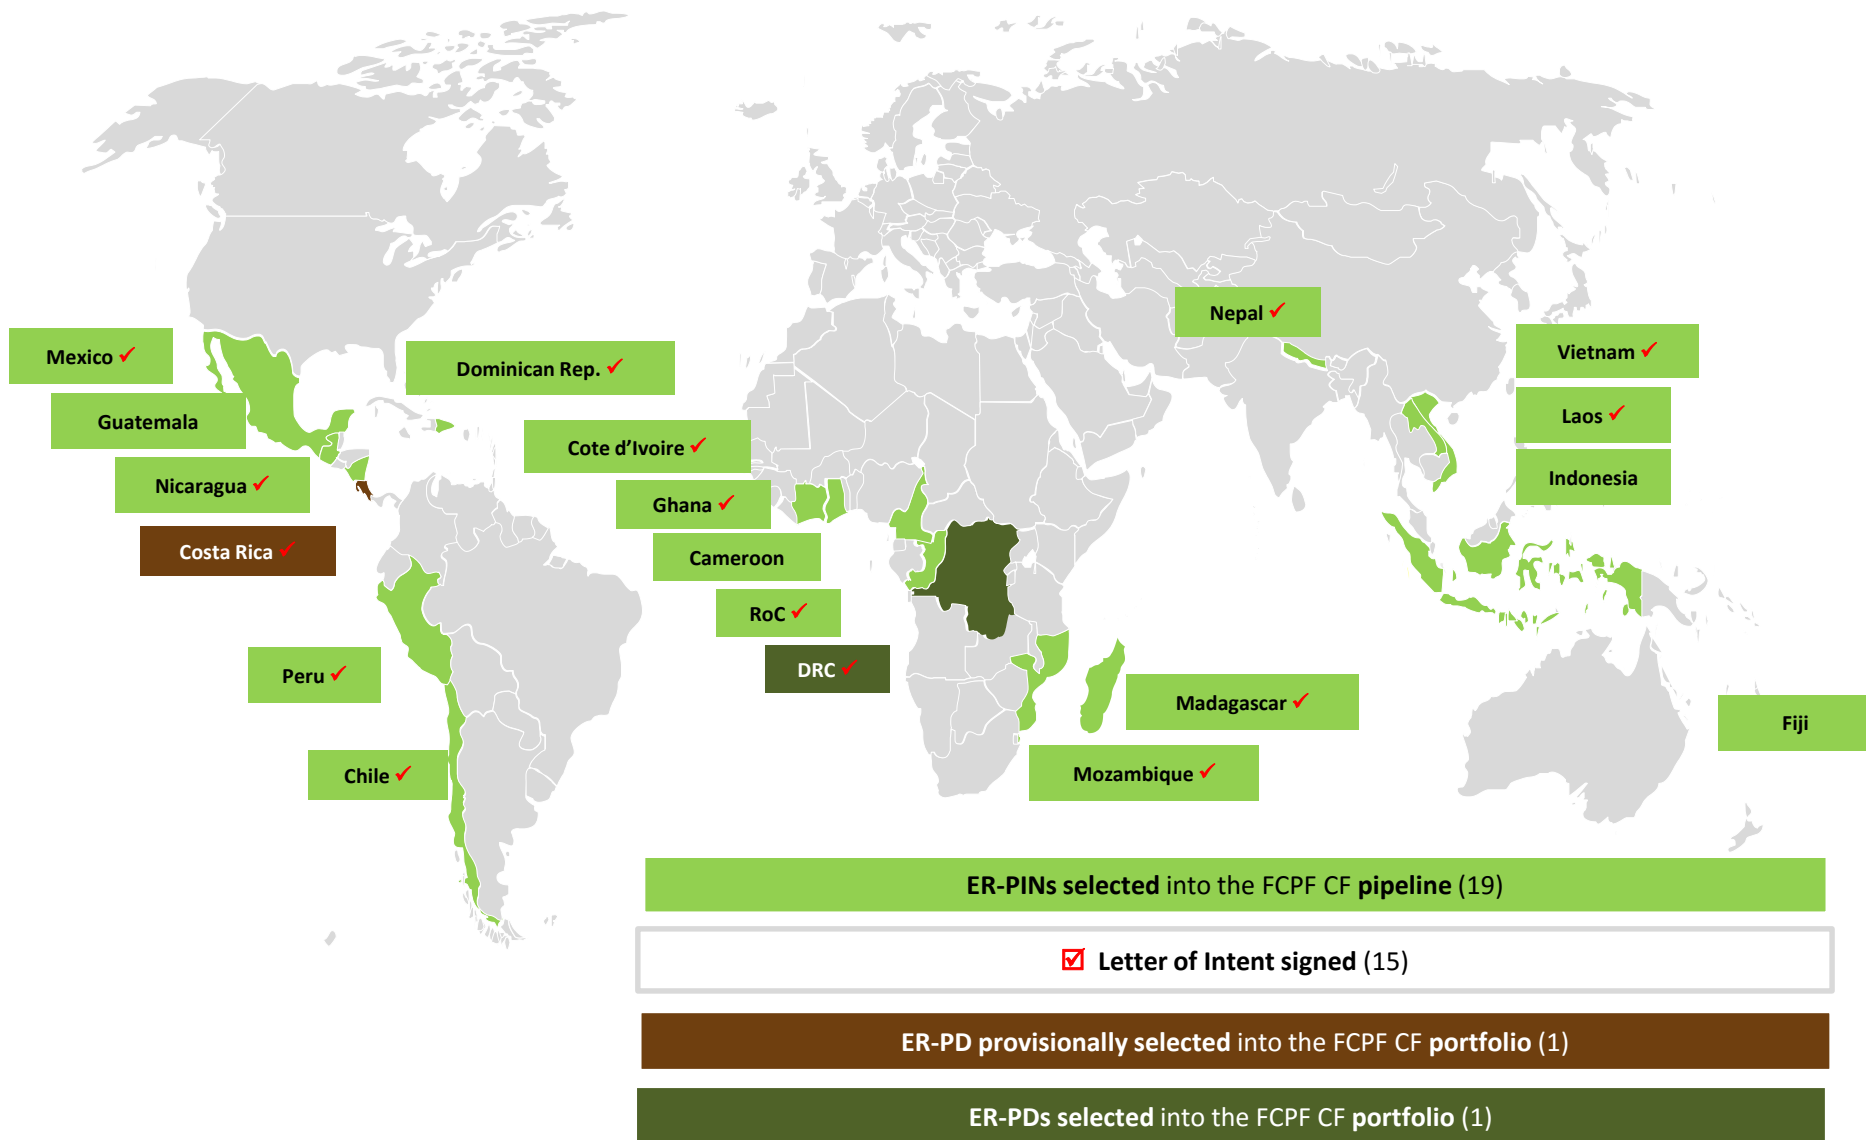 Nepal ✓
Mexico ✓
Dominican Rep. ✓
Vietnam ✓
Guatemala
Laos ✓
Cote d’Ivoire ✓
Nicaragua ✓
Indonesia
Ghana ✓
Costa Rica ✓
Cameroon
RoC ✓
Peru ✓
DRC ✓
Madagascar ✓
Fiji
Chile ✓
Mozambique ✓
ER-PINs selected into the FCPF CF pipeline (19)
☑ Letter of Intent signed (15)
ER-PD provisionally selected into the FCPF CF portfolio (1)
ER-PDs selected into the FCPF CF portfolio (1)